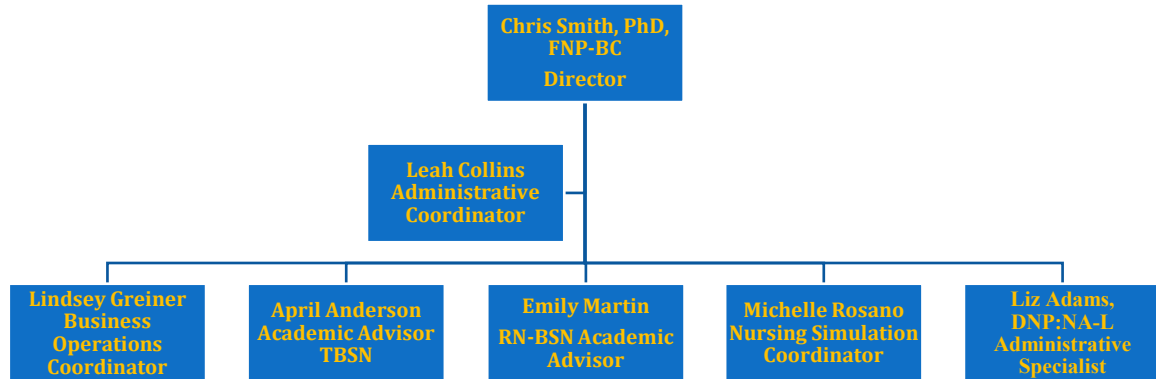 Chris Smith, PhD,
FNP-BC
Director
Leah Collins
Administrative
Coordinator
Lindsey Greiner
Business
Operations
Coordinator
April Anderson
Academic Advisor
TBSN
Emily Martin
RN-BSN Academic
Advisor
Michelle Rosano
Nursing Simulation
Coordinator
Liz Adams,
DNP:NA-L
Administrative
Specialist